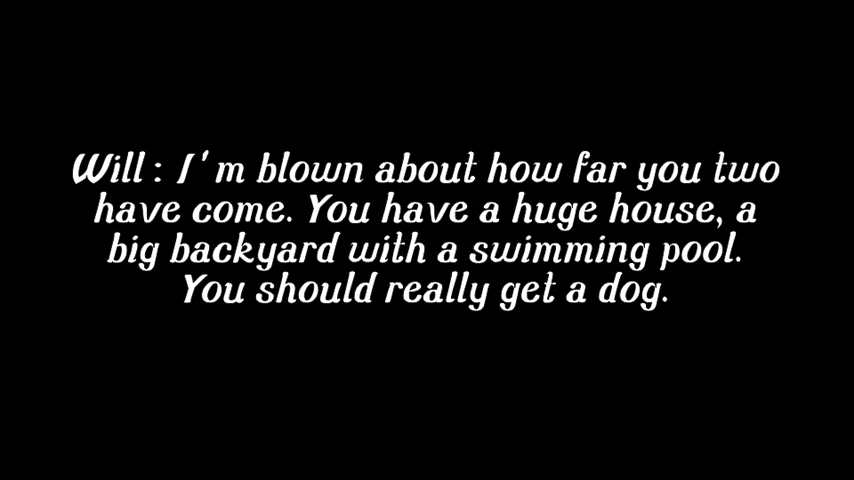 Will : I'm blown about how far you two
have come. You have a huge house, a
big backyard with a swimming pool.
You should really get a dog.